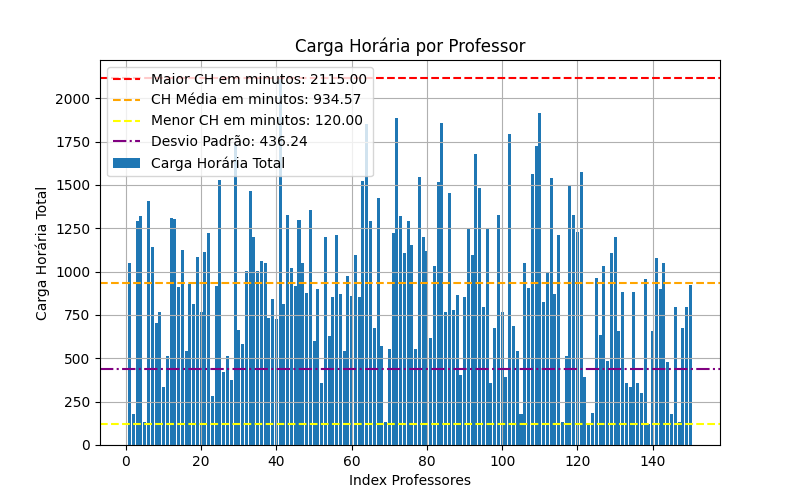 Carga Horária por Professor
Maior CH em minutos: 2115.00
CH Média em minutos: 934.57
Menor CH em minutos: 120.00
Desvio Padrão: 436.24
Carga Horária Total
Carga Horária Total
2000
1750
1500
1250
1000
750
500
250
0
0 20 40 60 80 100 120 140
Index Professores